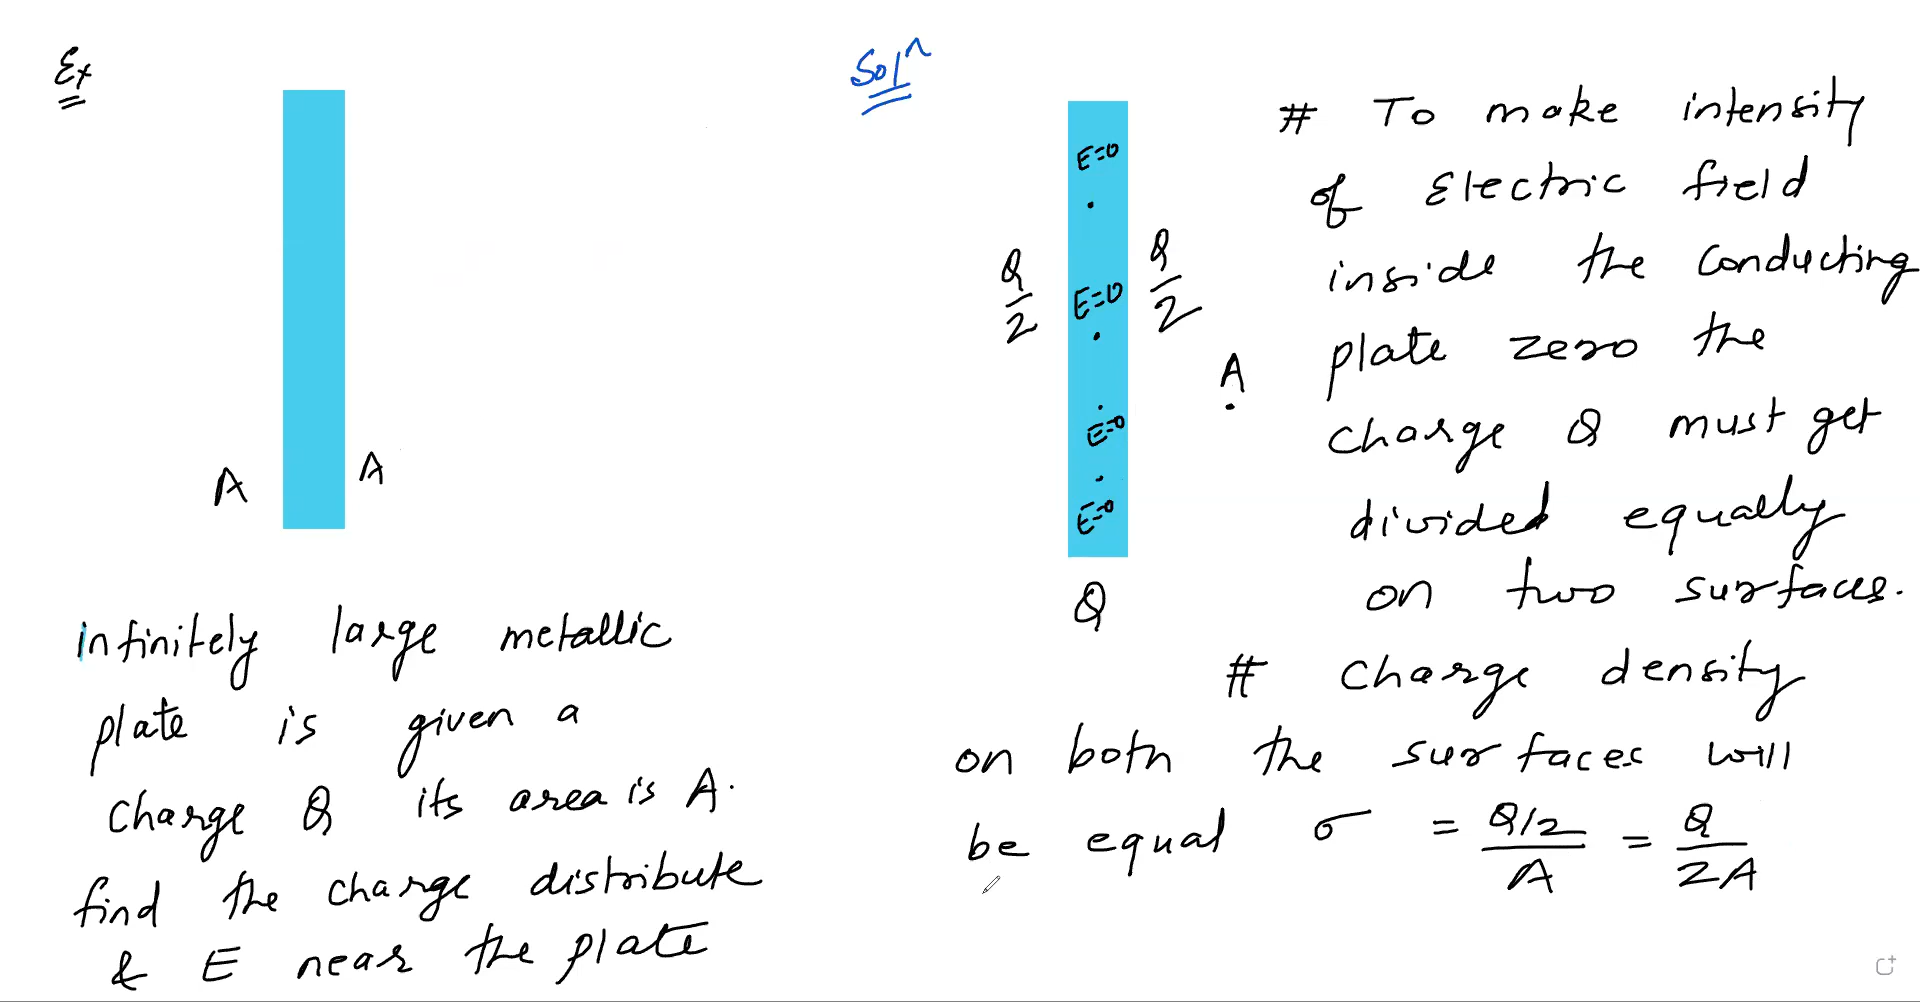 Ex
A A
infinitely large metallic
plate is given a
charge Q its area is A.
find the charge distribute
& E near the plate
Solⁿ
E=0
Q/2 E=0 Q/2
A
E=0
E=0
Q
# To make intensity
of Electric field
inside the conducting
plate zero the
charge Q must get
divided equally
on two surfaces.
# Charge density
on both the surfaces will
be equal σ = Q/2 / A = Q / 2A